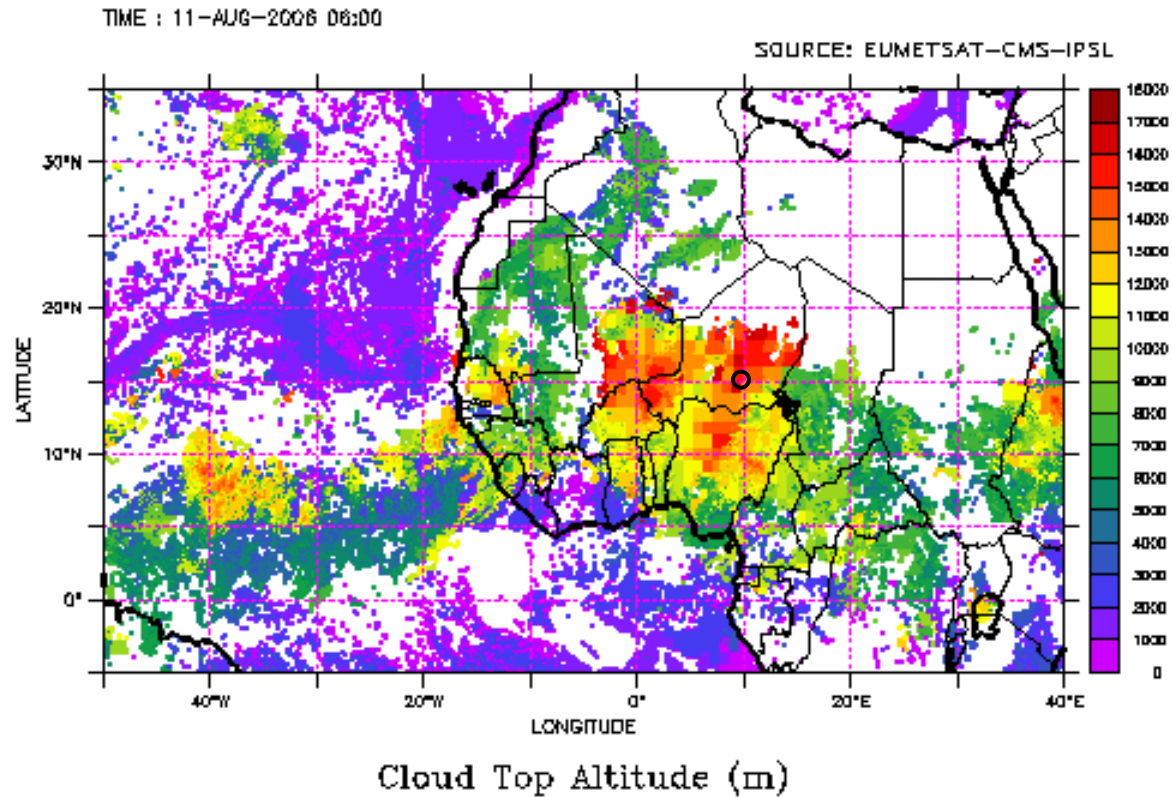 TIME : 11-AUG-2006 06:00
SOURCE: EUMETSAT-CMS-IPSL
30°N
20°N
10°N
0°
LATITUDE
40°W 20°W 0° 20°E 40°E
LONGITUDE
18000
17000
16000
15000
14000
13000
12000
11000
10000
9000
8000
7000
6000
5000
4000
3000
2000
1000
0
Cloud Top Altitude (m)